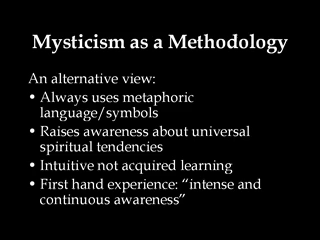 Mysticism as a Methodology
An alternative view:
• Always uses metaphoric
language/symbols
• Raises awareness about universal
spiritual tendencies
• Intuitive not acquired learning
• First hand experience: “intense and
continuous awareness”